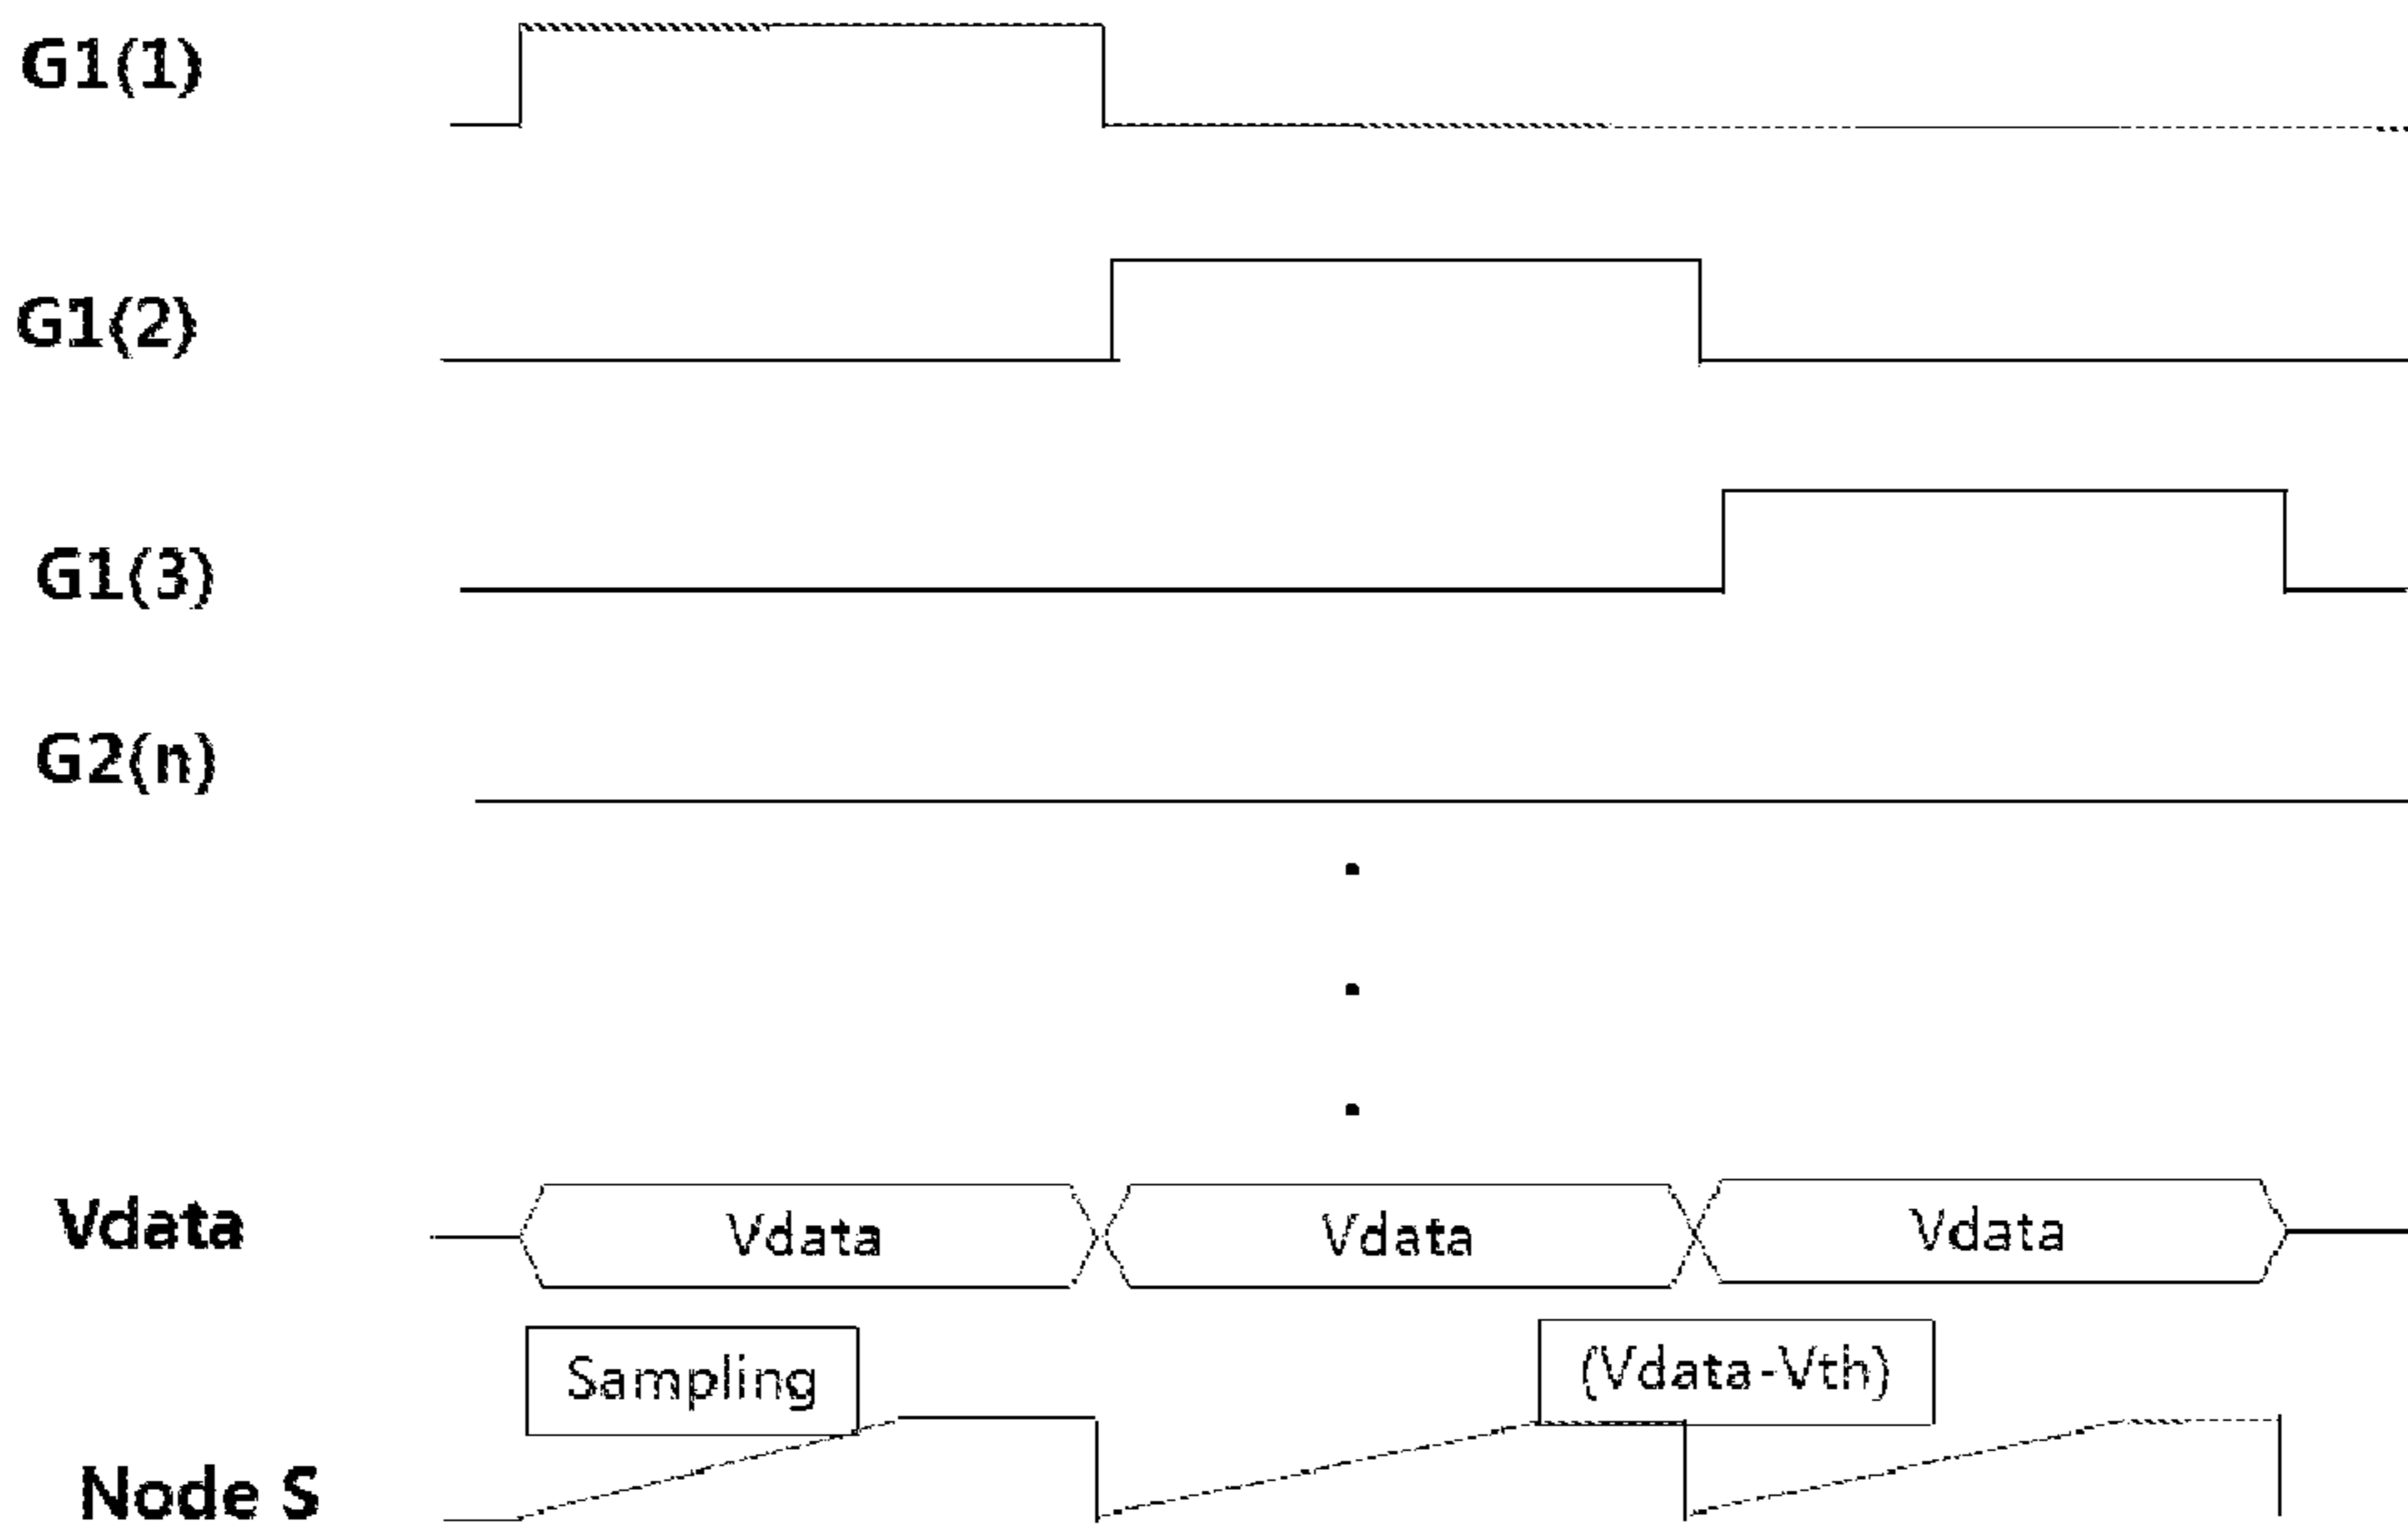 G1(1)
G1(2)
G1(3)
G2(n)
Vdata Vdata Vdata Vdata
Sampling (Vdata-Vth)
Node S